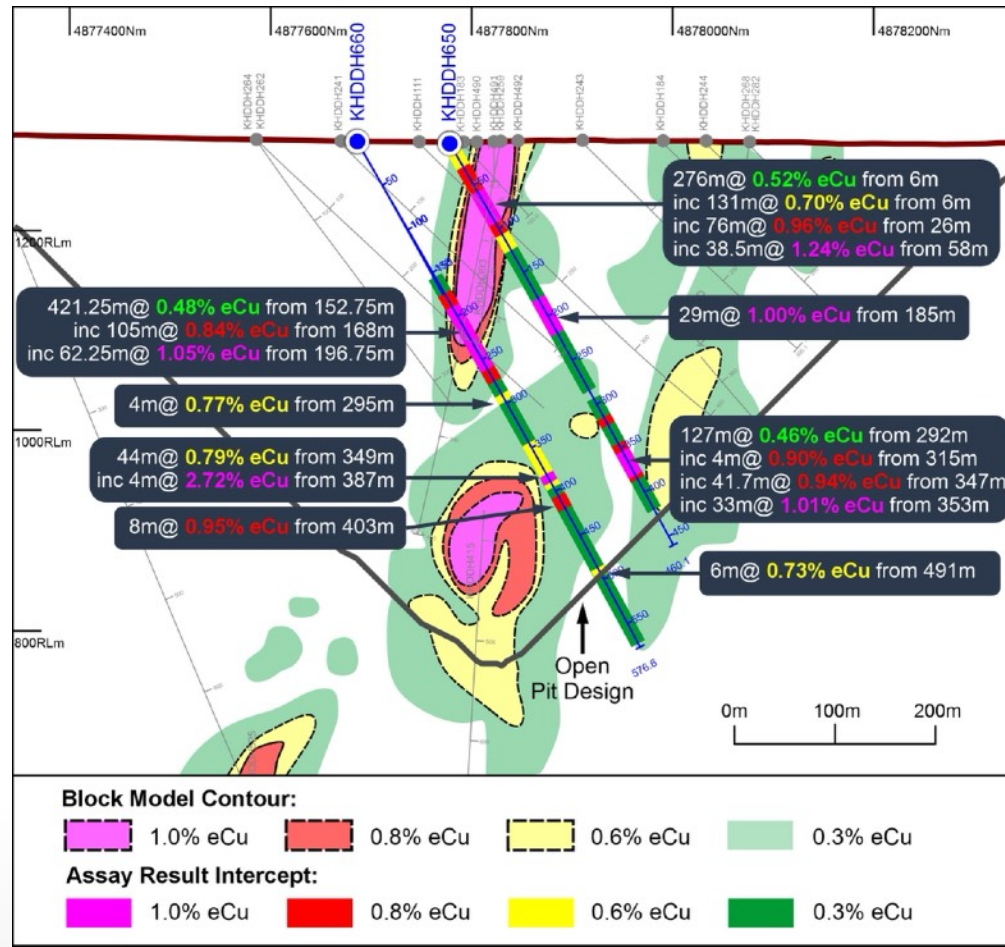 4877400Nm
4877600Nm
4877800Nm
4878000Nm
4878200Nm
KHDDH264
KHDDH262
KHDDH241
KHDDH660
KHDDH111
KHDDH650
KHDDH183
KHDDH490
KHDDH491
KHDDH492
KHDDH243
KHDDH184
KHDDH244
KHDDH268
KHDDH282
1200RLm
1000RLm
800RLm
276m@ 0.52% eCu from 6m
inc 131m@ 0.70% eCu from 6m
inc 76m@ 0.96% eCu from 26m
inc 38.5m@ 1.24% eCu from 58m
421.25m@ 0.48% eCu from 152.75m
inc 105m@ 0.84% eCu from 168m
inc 62.25m@ 1.05% eCu from 196.75m
29m@ 1.00% eCu from 185m
4m@ 0.77% eCu from 295m
44m@ 0.79% eCu from 349m
inc 4m@ 2.72% eCu from 387m
127m@ 0.46% eCu from 292m
inc 4m@ 0.90% eCu from 315m
inc 41.7m@ 0.94% eCu from 347m
inc 33m@ 1.01% eCu from 353m
8m@ 0.95% eCu from 403m
6m@ 0.73% eCu from 491m
460.1
576.6
Open
Pit Design
0m 100m 200m
Block Model Contour:
1.0% eCu 0.8% eCu 0.6% eCu 0.3% eCu
Assay Result Intercept:
1.0% eCu 0.8% eCu 0.6% eCu 0.3% eCu